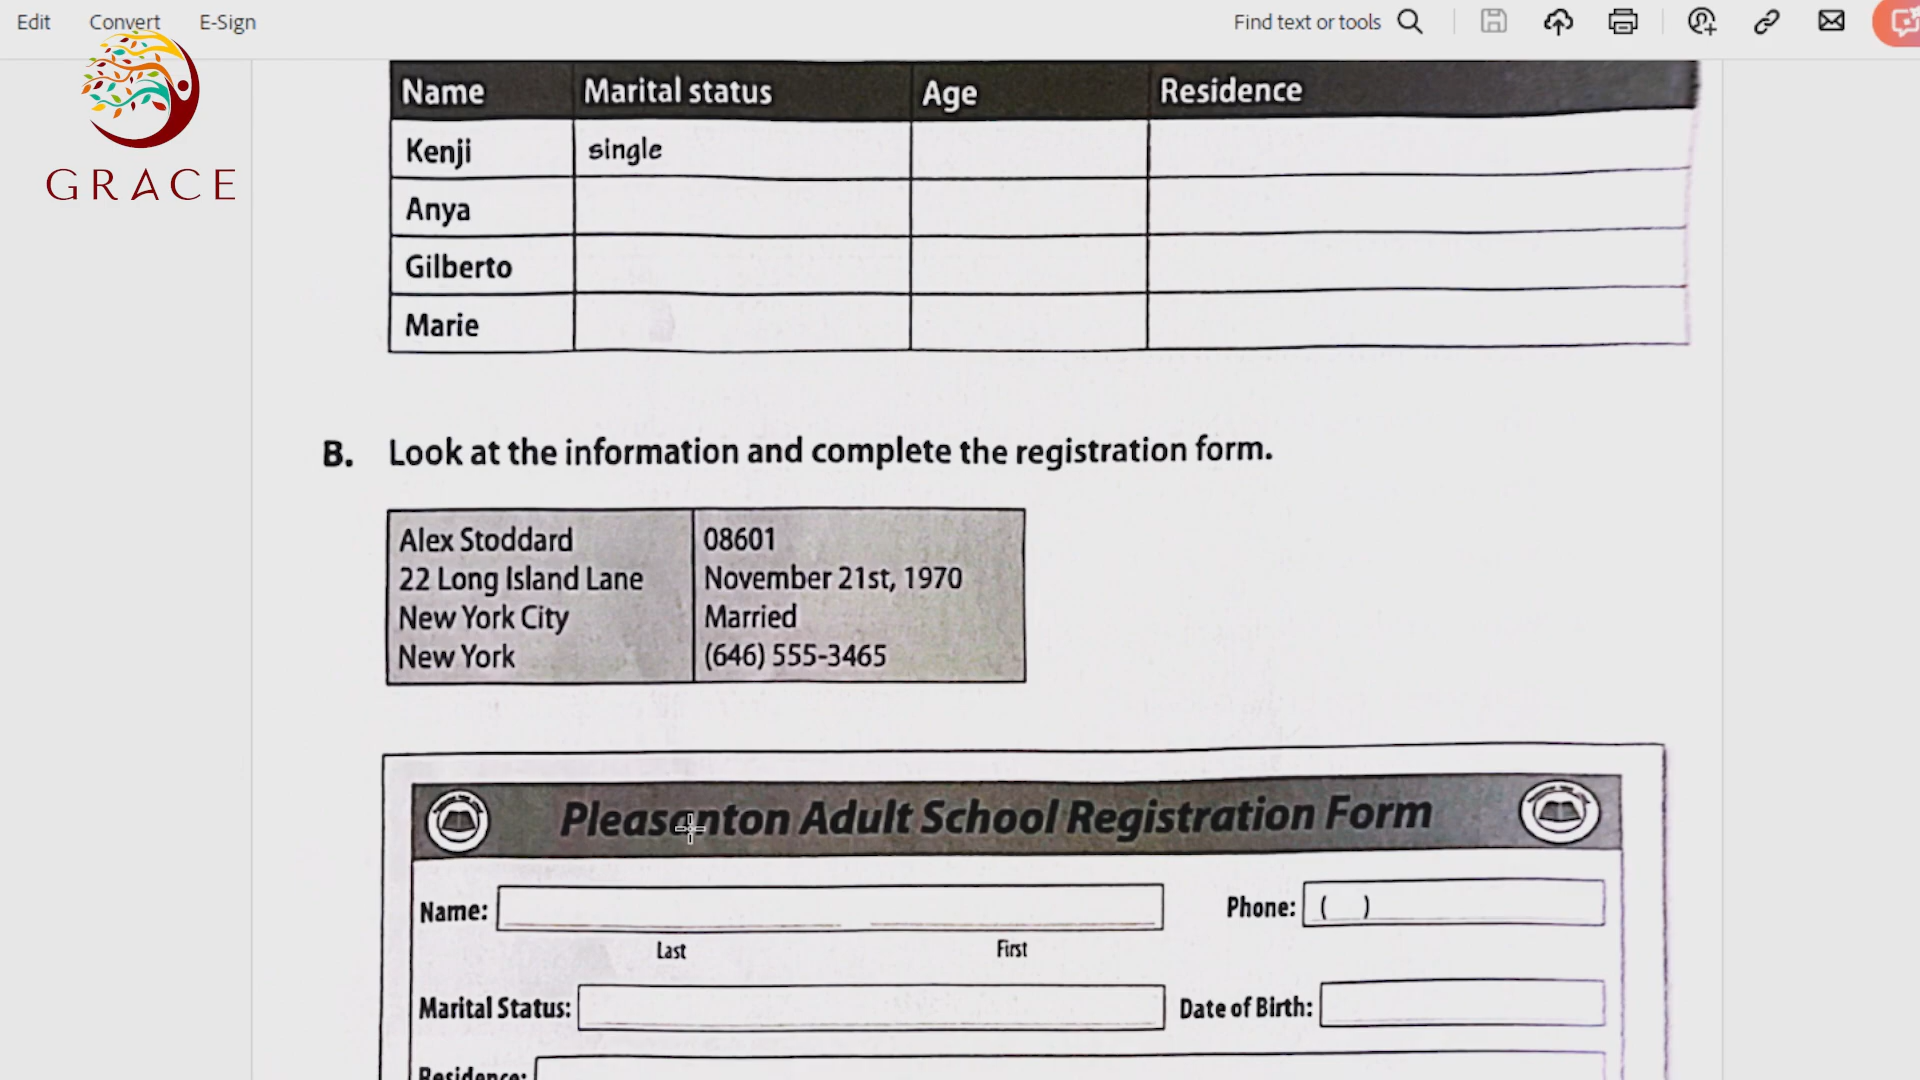 Edit Convert E-Sign Find text or tools
GRACE
Name Marital status Age Residence
Kenji single
Anya
Gilberto
Marie
B. Look at the information and complete the registration form.
Alex Stoddard 08601
22 Long Island Lane November 21st, 1970
New York City Married
New York (646) 555-3465
Pleasanton Adult School Registration Form
Name: Phone: ( )
Last First
Marital Status: Date of Birth:
Residence: